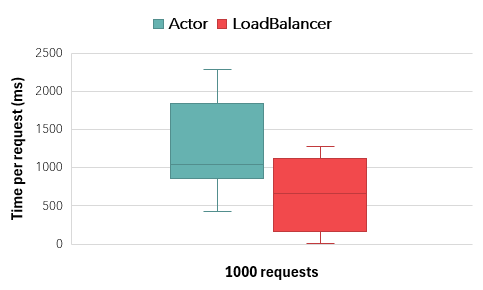 Actor LoadBalancer
2500
2000
1500
1000
500
0
Time per request (ms)
1000 requests